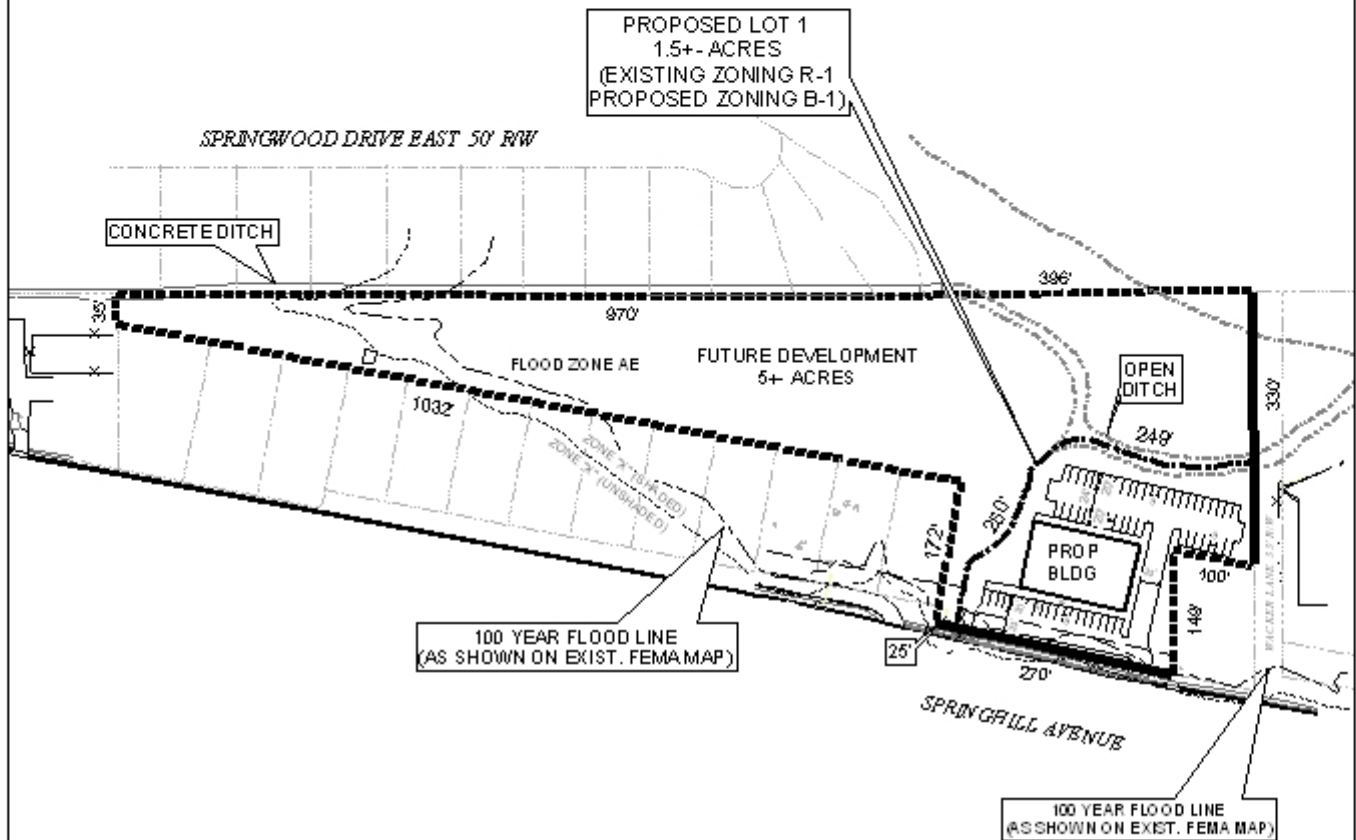 PROPOSED LOT 1
1.5+- ACRES
(EXISTING ZONING R-1
PROPOSED ZONING B-1)
SPRINGWOOD DRIVE EAST 50' R/W
CONCRETE DITCH
396'
35'
970'
FLOOD ZONE AE
FUTURE DEVELOPMENT
5+- ACRES
OPEN
DITCH
330'
1032'
249'
ZONE "X" (SHADED)
ZONE "X" (UNSHADED)
172'
PROP
BLDG
100'
149'
100 YEAR FLOOD LINE
(AS SHOWN ON EXIST. FEMA MAP)
25'
270'
SPRINGHILL AVENUE
100 YEAR FLOOD LINE
(AS SHOWN ON EXIST. FEMA MAP)